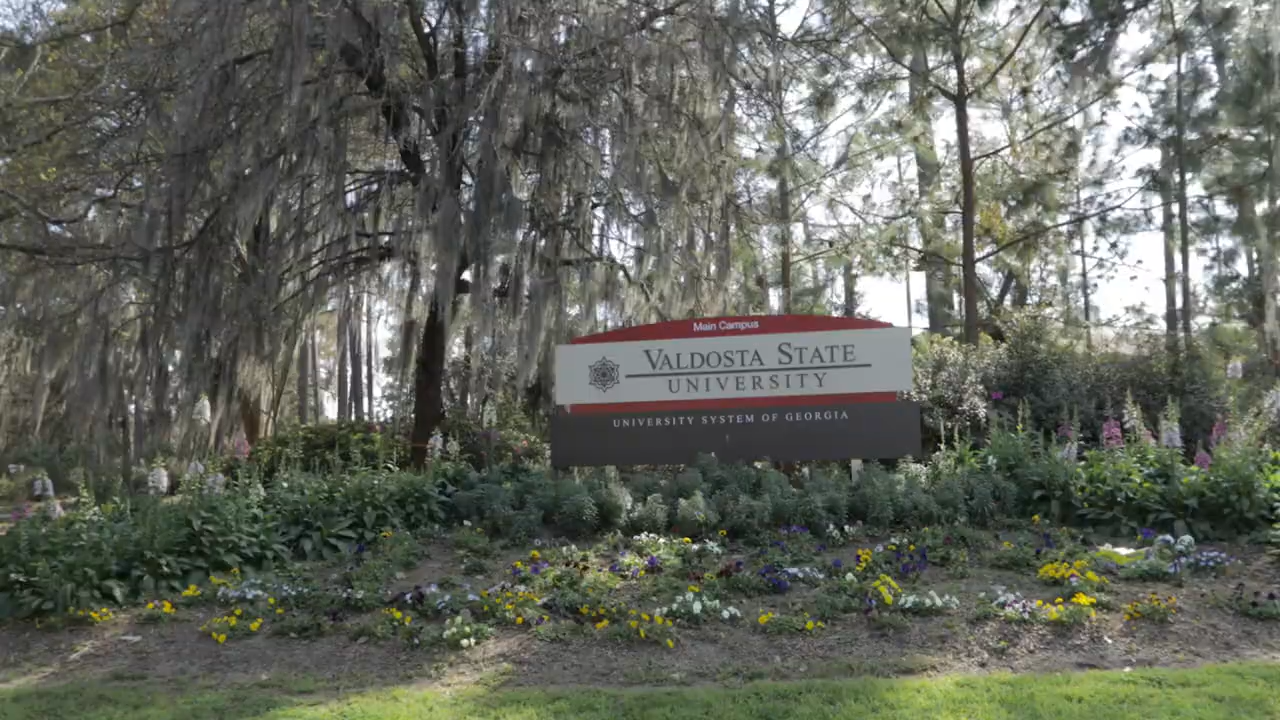 Main Campus
VALDOSTA STATE
UNIVERSITY
UNIVERSITY SYSTEM OF GEORGIA